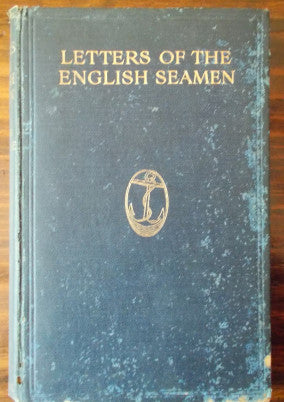 LETTERS OF THE
ENGLISH SEAMEN